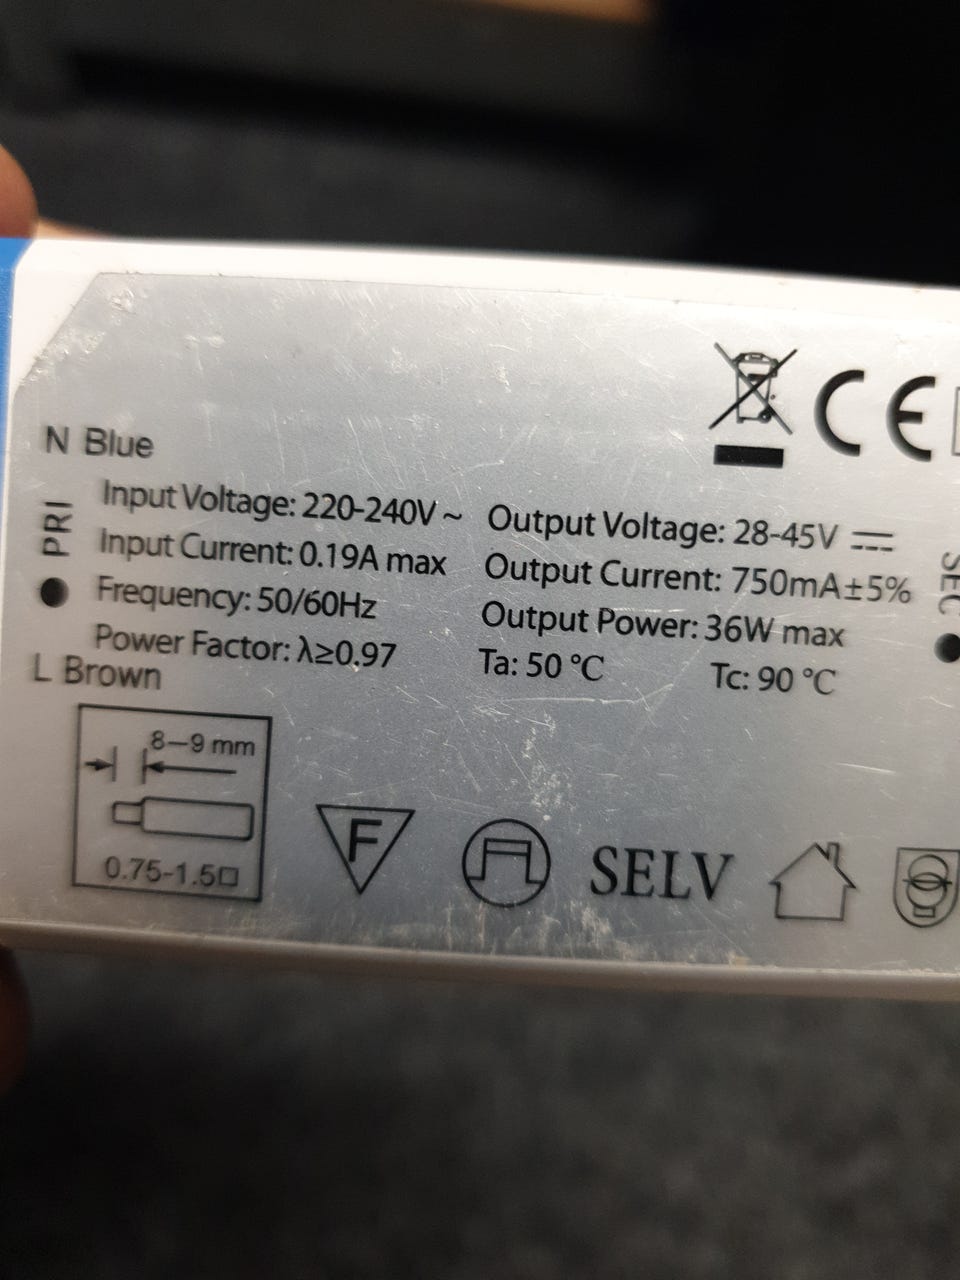 CE
N Blue
PRI
Input Voltage: 220-240V ~
Input Current: 0.19A max
Frequency: 50/60Hz
Power Factor: λ≥0.97
L Brown
Output Voltage: 28-45V ⎓
Output Current: 750mA±5%
Output Power: 36W max
Ta: 50 °C Tc: 90 °C
SEC
8-9 mm
0.75-1.5□
F
SELV